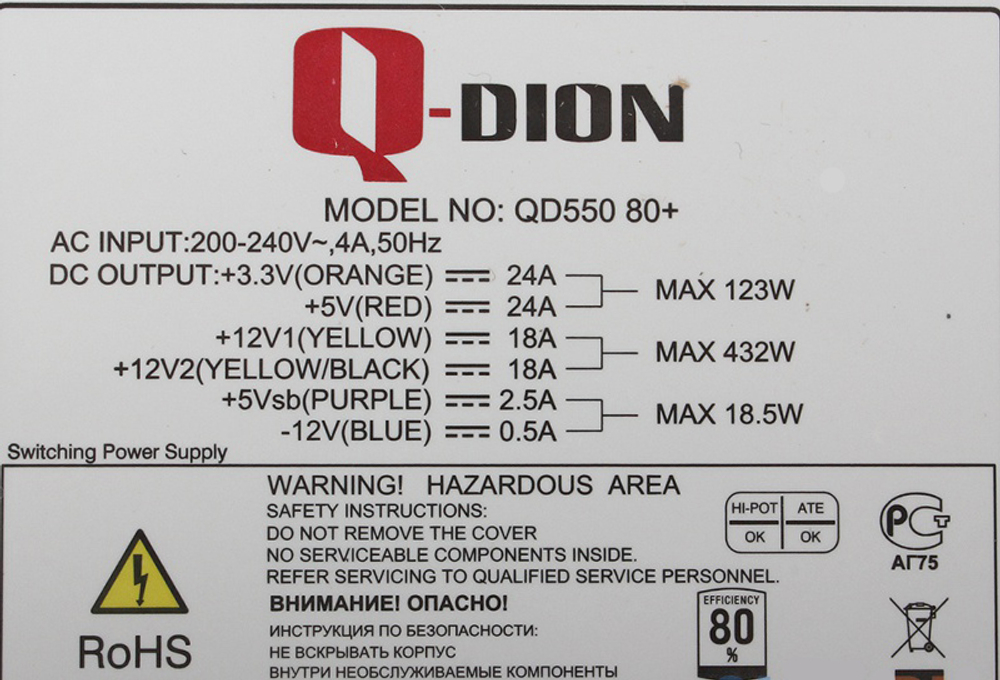 Q-DION
MODEL NO: QD550 80+
AC INPUT:200-240V~,4A,50Hz
DC OUTPUT:+3.3V(ORANGE) 24A
+5V(RED) 24A
MAX 123W
+12V1(YELLOW) 18A
+12V2(YELLOW/BLACK) 18A
MAX 432W
+5Vsb(PURPLE) 2.5A
-12V(BLUE) 0.5A
MAX 18.5W
Switching Power Supply
WARNING! HAZARDOUS AREA
SAFETY INSTRUCTIONS:
DO NOT REMOVE THE COVER
NO SERVICEABLE COMPONENTS INSIDE.
REFER SERVICING TO QUALIFIED SERVICE PERSONNEL.
ВНИМАНИЕ! ОПАСНО!
ИНСТРУКЦИЯ ПО БЕЗОПАСНОСТИ:
НЕ ВСКРЫВАТЬ КОРПУС
ВНУТРИ НЕОБСЛУЖИВАЕМЫЕ КОМПОНЕНТЫ
RoHS
HI-POT ATE
OK OK
РСТ
АГ75
EFFICIENCY
80
%